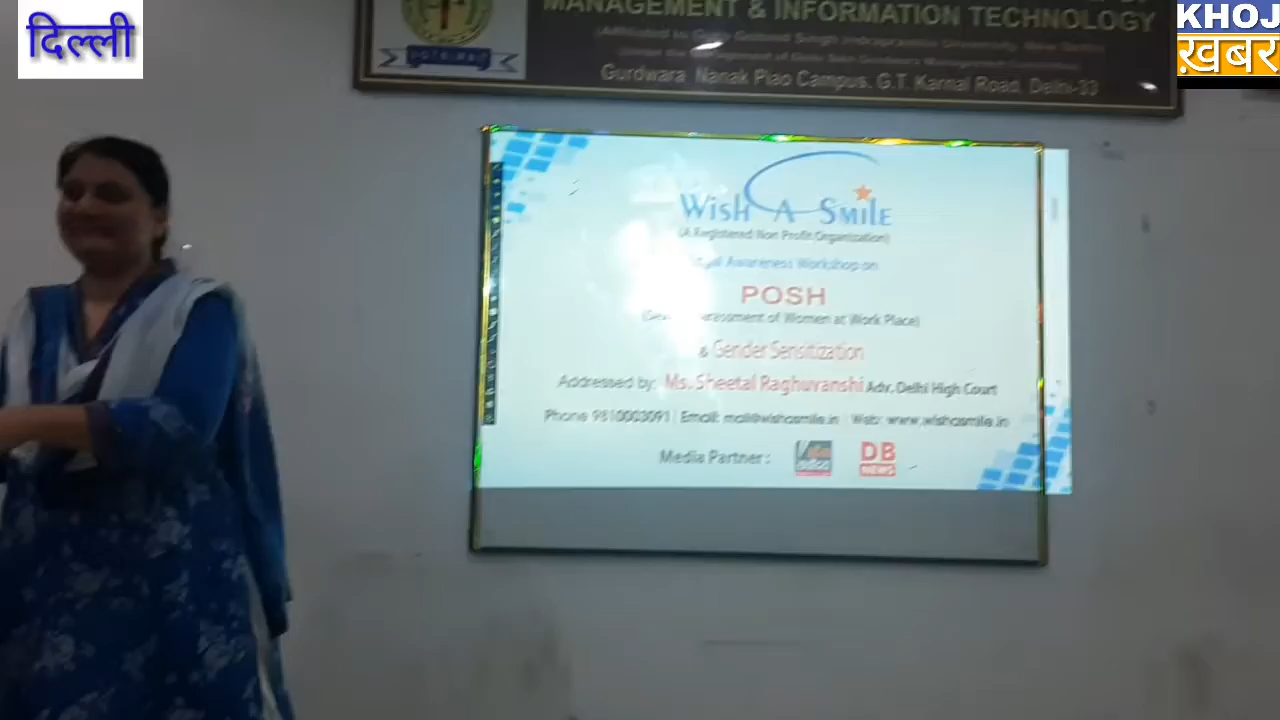 दिल्ली
KHOJ
ख़बर
MANAGEMENT & INFORMATION TECHNOLOGY
Gurdwara Nanak Piao Campus, G.T. Karnal Road, Delhi-33
Wish A Smile
(A Registered Non Profit Organization)
Awareness Workshop on
POSH
of Women at Work Place)
& Gender Sensitization
Addressed by: Ms. Sheetal Raghuvanshi Adv. Delhi High Court
Phone 9810003091 | Email: mail@wishasmile.in | Web: www.wishasmile.in
Media Partner :
DB
NEWS